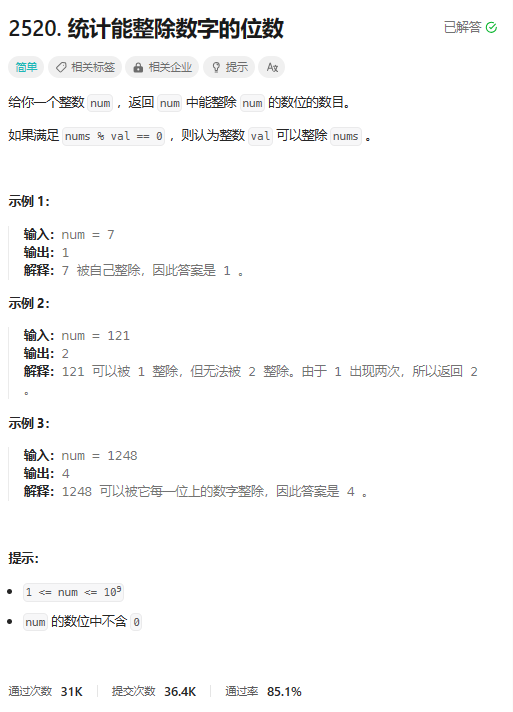 2520. 统计能整除数字的位数
已解答
简单 相关标签 相关企业 提示
给你一个整数 num ，返回 num 中能整除 num 的数位的数目。
如果满足 nums % val == 0 ，则认为整数 val 可以整除 nums 。
示例 1：
输入：num = 7
输出：1
解释：7 被自己整除，因此答案是 1 。
示例 2：
输入：num = 121
输出：2
解释：121 可以被 1 整除，但无法被 2 整除。由于 1 出现两次，所以返回 2
。
示例 3：
输入：num = 1248
输出：4
解释：1248 可以被它每一位上的数字整除，因此答案是 4 。
提示：
1 <= num <= 10⁹
num 的数位中不含 0
通过次数 31K 提交次数 36.4K 通过率 85.1%